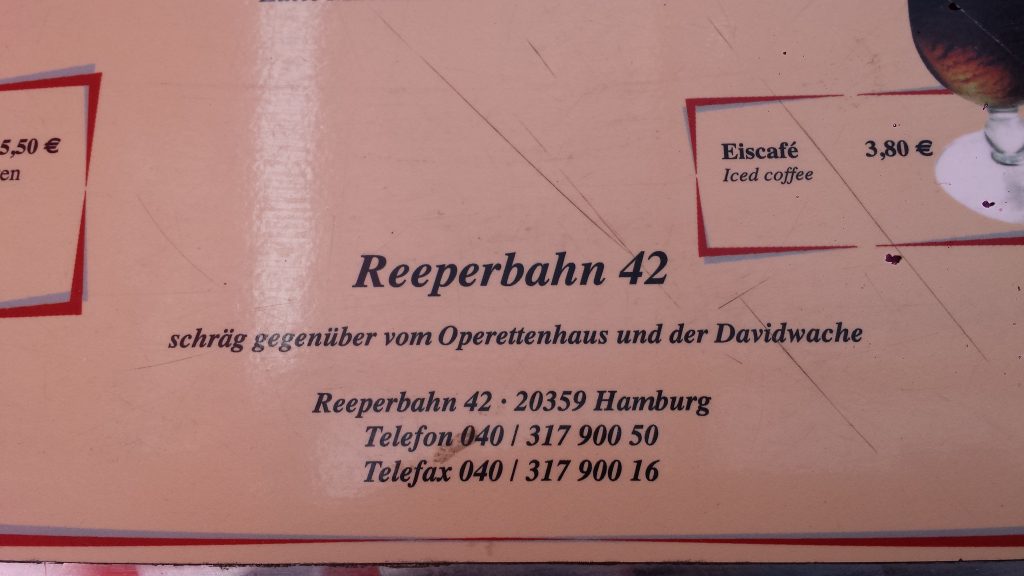 5,50 €
Eiscafé 3,80 €
Iced coffee
Reeperbahn 42
schräg gegenüber vom Operettenhaus und der Davidwache
Reeperbahn 42 · 20359 Hamburg
Telefon 040 / 317 900 50
Telefax 040 / 317 900 16